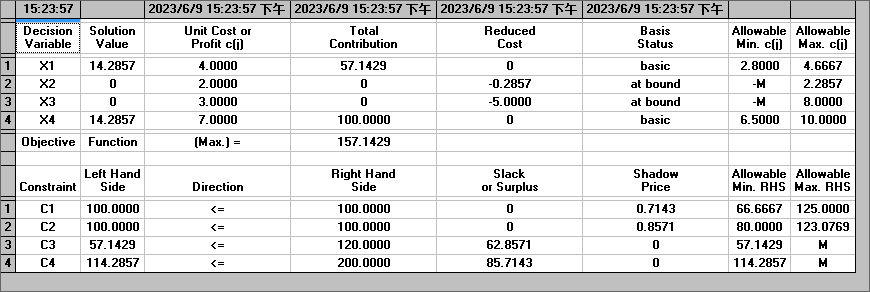 15:23:57 2023/6/9 15:23:57 下午 2023/6/9 15:23:57 下午 2023/6/9 15:23:57 下午 2023/6/9 15:23:57 下午
Decision Solution Unit Cost or Total Reduced Basis Allowable Allowable
Variable Value Profit c(j) Contribution Cost Status Min. c(j) Max. c(j)
1 X1 14.2857 4.0000 57.1429 0 basic 2.8000 4.6667
2 X2 0 2.0000 0 -0.2857 at bound -M 2.2857
3 X3 0 3.0000 0 -5.0000 at bound -M 8.0000
4 X4 14.2857 7.0000 100.0000 0 basic 6.5000 10.0000
Objective Function (Max.) = 157.1429
Left Hand Right Hand Slack Shadow Allowable Allowable
Constraint Side Direction Side or Surplus Price Min. RHS Max. RHS
1 C1 100.0000 <= 100.0000 0 0.7143 66.6667 125.0000
2 C2 100.0000 <= 100.0000 0 0.8571 80.0000 123.0769
3 C3 57.1429 <= 120.0000 62.8571 0 57.1429 M
4 C4 114.2857 <= 200.0000 85.7143 0 114.2857 M